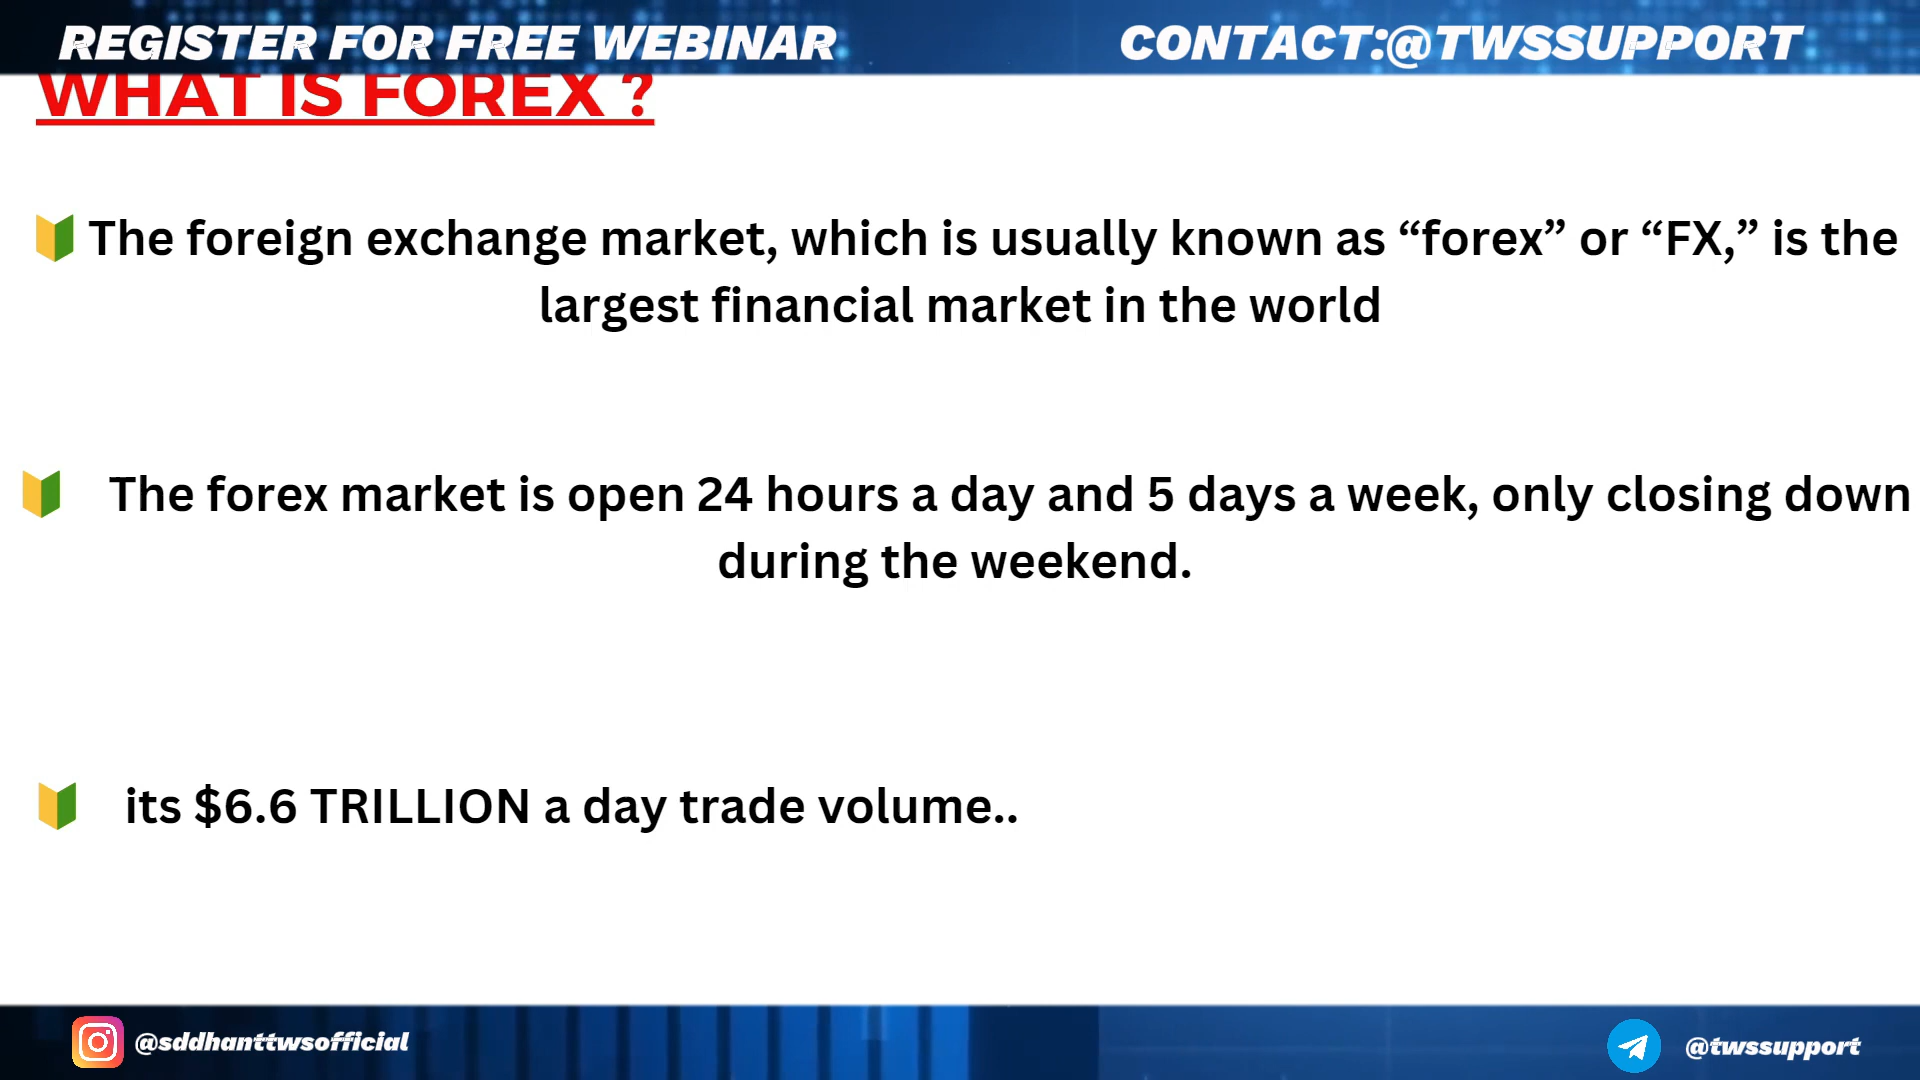 REGISTER FOR FREE WEBINAR
CONTACT:@TWSSUPPORT
WHAT IS FOREX ?
The foreign exchange market, which is usually known as “forex” or “FX,” is the
largest financial market in the world
The forex market is open 24 hours a day and 5 days a week, only closing down
during the weekend.
its $6.6 TRILLION a day trade volume..
@sddhanttwsofficial
@twssupport